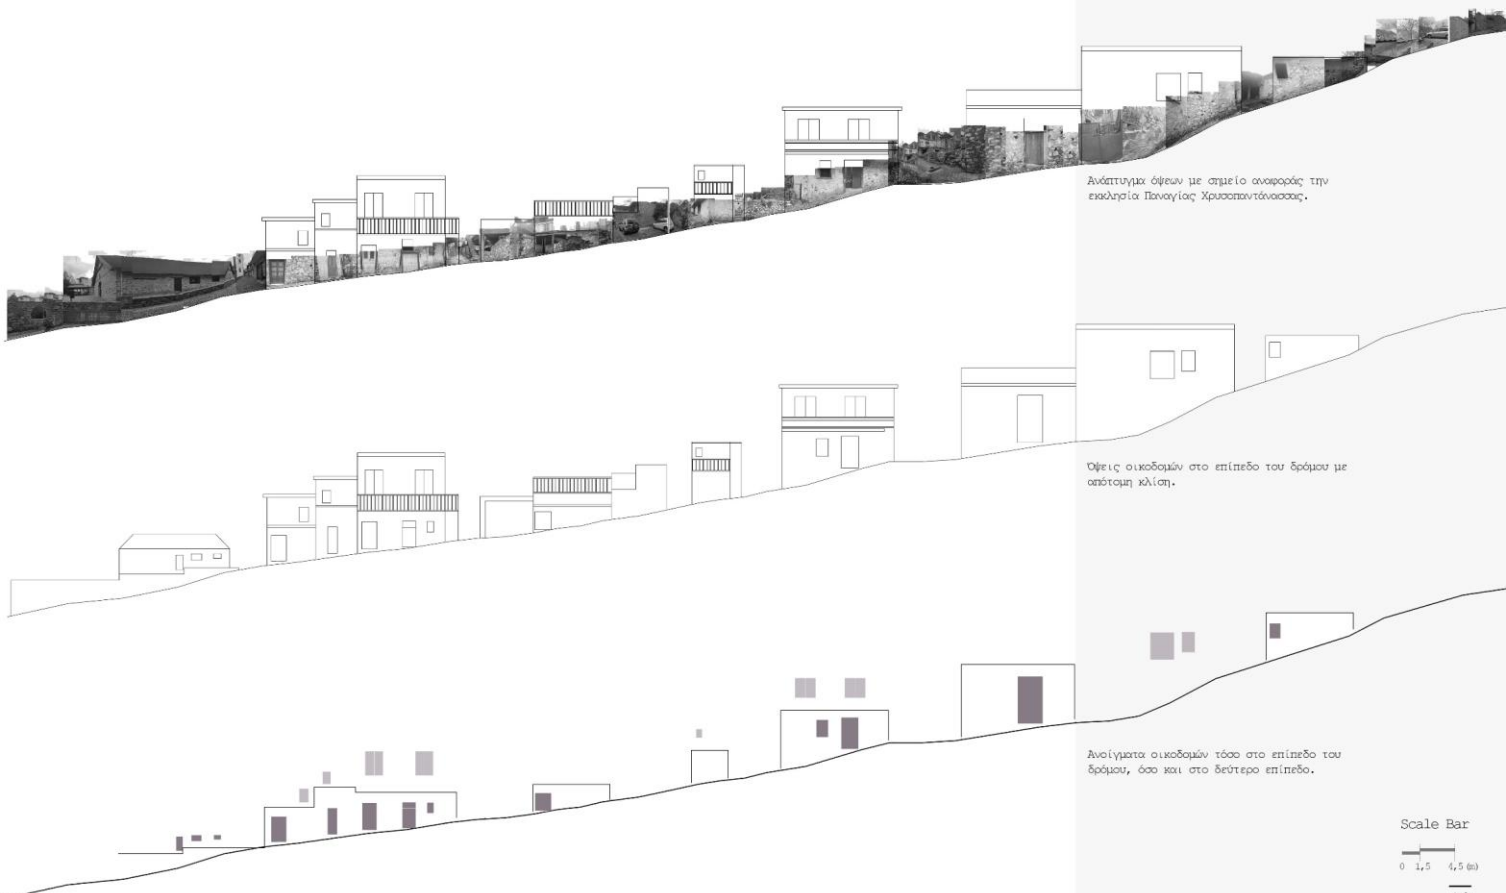 Ανάπτυγμα όψεων με σημείο αναφοράς την
εκκλησία Παναγίας Χρυσοπαντάνασσας.
Όψεις οικοδομών στο επίπεδο του δρόμου με
απότομη κλίση.
Ανοίγματα οικοδομών τόσο στο επίπεδο του
δρόμου, όσο και στο δεύτερο επίπεδο.
Scale Bar
0 1,5 4,5 (m)